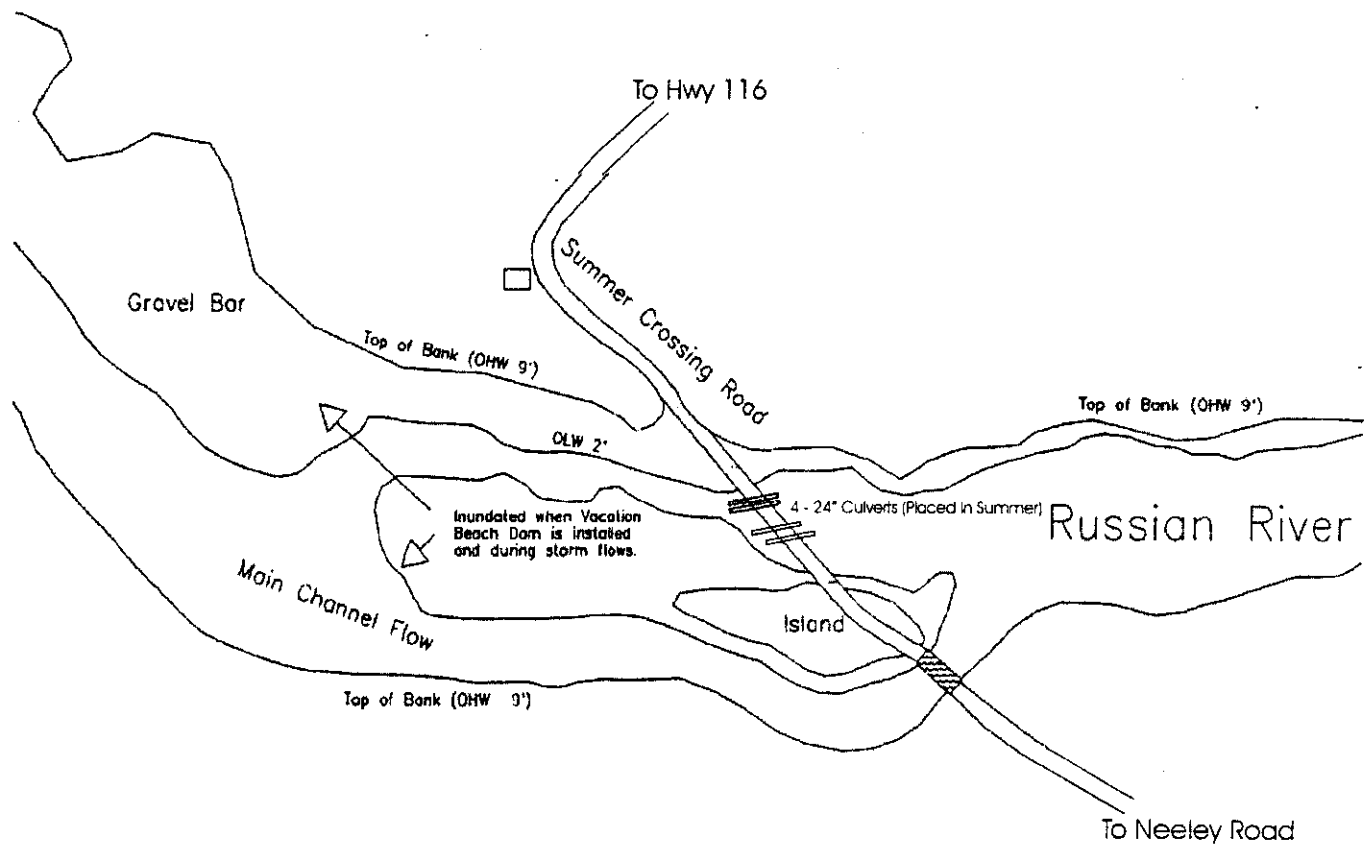 To Hwy 116
Summer Crossing Road
Gravel Bar
Top of Bank (OHW 9')
Top of Bank (OHW 9')
OLW 2'
4 - 24" Culverts (Placed in Summer)
Russian River
Inundated when Vacation
Beach Dam is installed
and during storm flows.
Main Channel Flow
Island
Top of Bank (OHW 9')
To Neeley Road